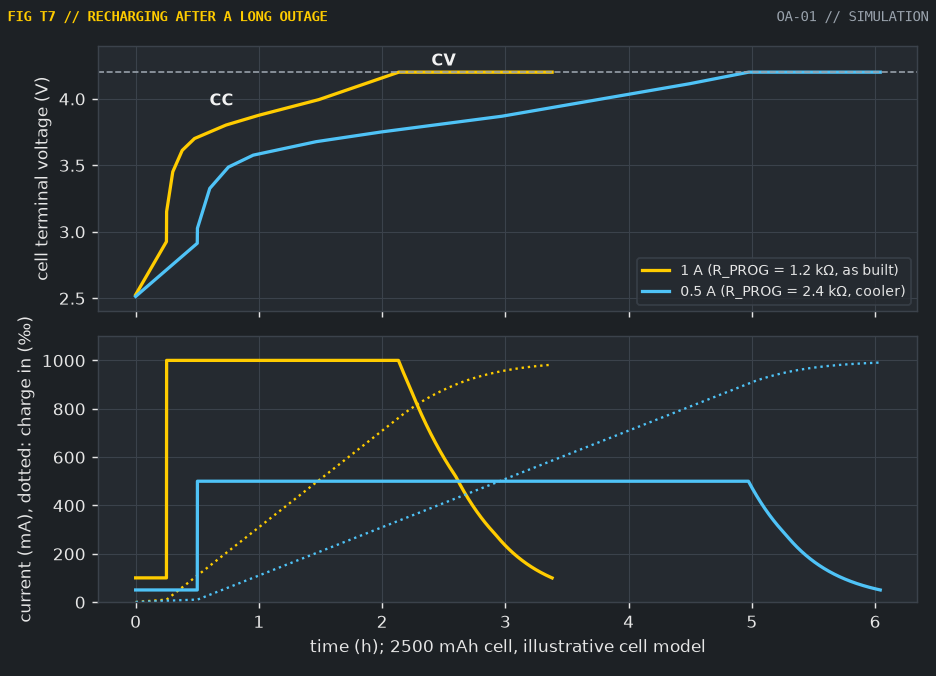 FIG T7 // RECHARGING AFTER A LONG OUTAGE
OA-01 // SIMULATION
cell terminal voltage (V)
4.0
3.5
3.0
2.5
CC
CV
1 A (R_PROG = 1.2 kΩ, as built)
0.5 A (R_PROG = 2.4 kΩ, cooler)
current (mA), dotted: charge in (‰)
1000
800
600
400
200
0
0 1 2 3 4 5 6
time (h); 2500 mAh cell, illustrative cell model